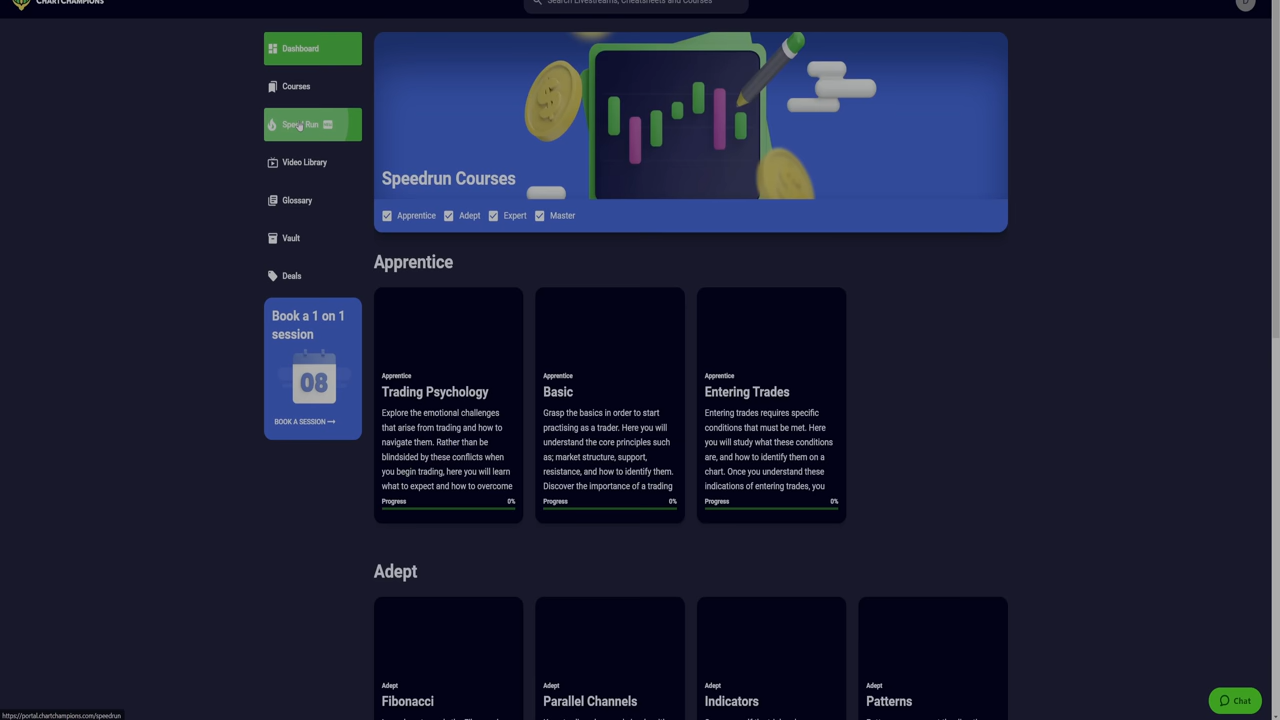 CHARTCHAMPIONS
Search Livestreams, Cheatsheets and Courses
Dashboard
Courses
Speed Run
Video Library
Glossary
Vault
Deals
Book a 1 on 1
session
08
BOOK A SESSION
Speedrun Courses
Apprentice
Adept
Expert
Master
Apprentice
Apprentice
Trading Psychology
Explore the emotional challenges
that arise from trading and how to
navigate them. Rather than be
blindsided by these conflicts when
you begin trading, here you will learn
what to expect and how to overcome
Progress 0%
Apprentice
Basic
Grasp the basics in order to start
practising as a trader. Here you will
understand the core principles such
as; market structure, support,
resistance, and how to identify them.
Discover the importance of a trading
Progress 0%
Apprentice
Entering Trades
Entering trades requires specific
conditions that must be met. Here
you will study what these conditions
are, and how to identify them on a
chart. Once you understand these
indications of entering trades, you
Progress 0%
Adept
Adept
Fibonacci
Adept
Parallel Channels
Adept
Indicators
Adept
Patterns
Chat
https://portal.chartchampions.com/speedrun